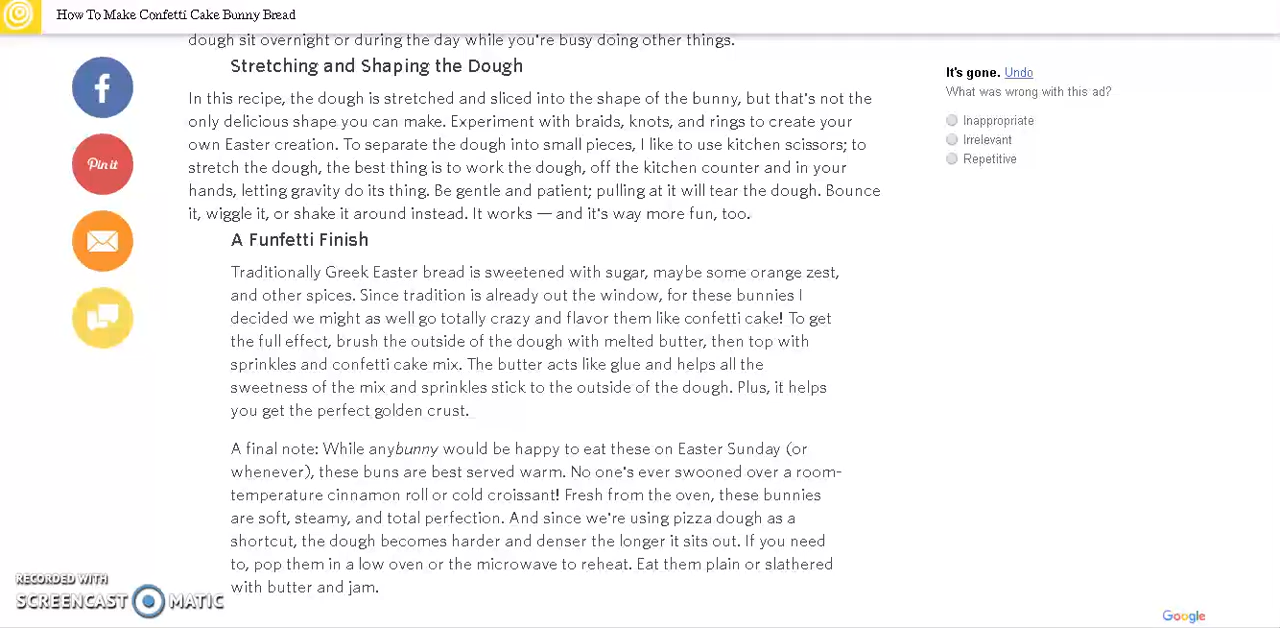 How To Make Confetti Cake Bunny Bread
dough sit overnight or during the day while you're busy doing other things.
Stretching and Shaping the Dough
In this recipe, the dough is stretched and sliced into the shape of the bunny, but that's not the
only delicious shape you can make. Experiment with braids, knots, and rings to create your
own Easter creation. To separate the dough into small pieces, I like to use kitchen scissors; to
stretch the dough, the best thing is to work the dough, off the kitchen counter and in your
hands, letting gravity do its thing. Be gentle and patient; pulling at it will tear the dough. Bounce
it, wiggle it, or shake it around instead. It works — and it's way more fun, too.
A Funfetti Finish
Traditionally Greek Easter bread is sweetened with sugar, maybe some orange zest,
and other spices. Since tradition is already out the window, for these bunnies I
decided we might as well go totally crazy and flavor them like confetti cake! To get
the full effect, brush the outside of the dough with melted butter, then top with
sprinkles and confetti cake mix. The butter acts like glue and helps all the
sweetness of the mix and sprinkles stick to the outside of the dough. Plus, it helps
you get the perfect golden crust.
A final note: While anybunny would be happy to eat these on Easter Sunday (or
whenever), these buns are best served warm. No one's ever swooned over a room-
temperature cinnamon roll or cold croissant! Fresh from the oven, these bunnies
are soft, steamy, and total perfection. And since we're using pizza dough as a
shortcut, the dough becomes harder and denser the longer it sits out. If you need
to, pop them in a low oven or the microwave to reheat. Eat them plain or slathered
with butter and jam.
f
Pin it
It's gone. Undo
What was wrong with this ad?
Inappropriate
Irrelevant
Repetitive
RECORDED WITH
SCREENCAST MATIC
Google